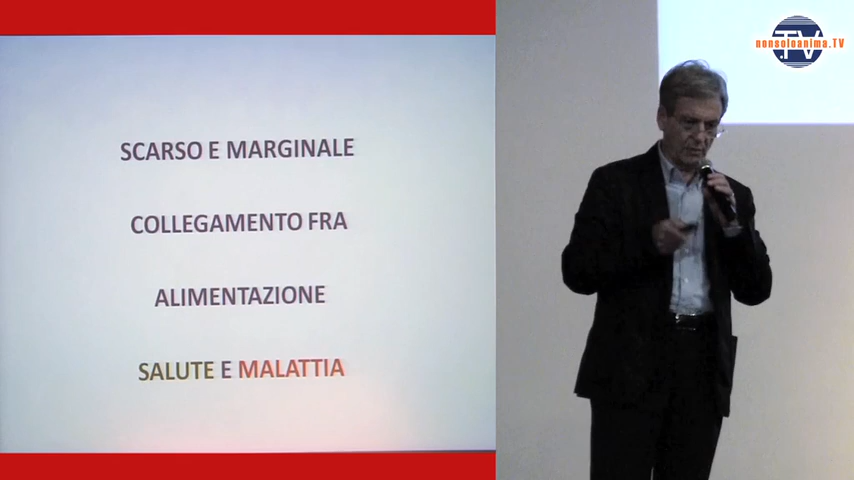 SCARSO E MARGINALE
COLLEGAMENTO FRA
ALIMENTAZIONE
SALUTE E MALATTIA
.TV
nonsoloanima.TV